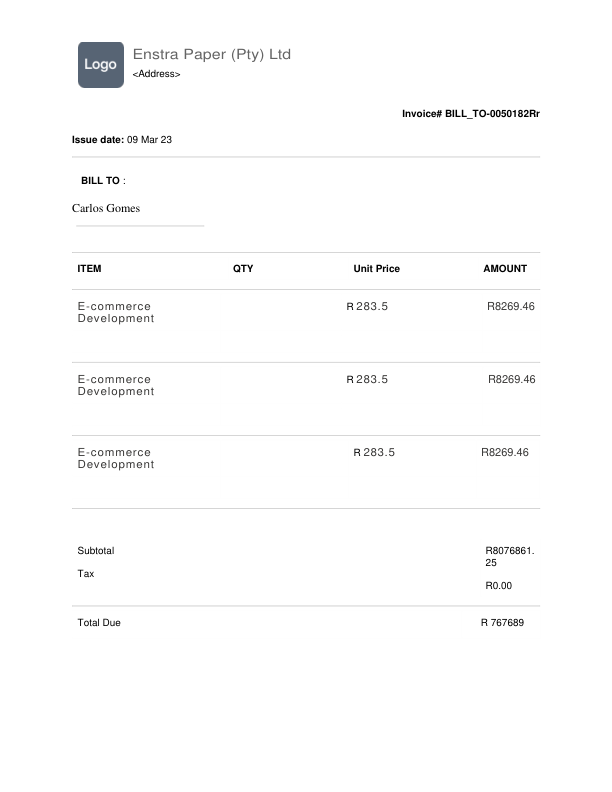 Logo
Enstra Paper (Pty) Ltd
<Address>
Invoice# BILL_TO-0050182Rr
Issue date: 09 Mar 23
BILL TO :
Carlos Gomes
ITEM QTY Unit Price AMOUNT
E-commerce R 283.5 R8269.46
Development
E-commerce R 283.5 R8269.46
Development
E-commerce R 283.5 R8269.46
Development
Subtotal R8076861.
25
Tax
R0.00
Total Due R 767689